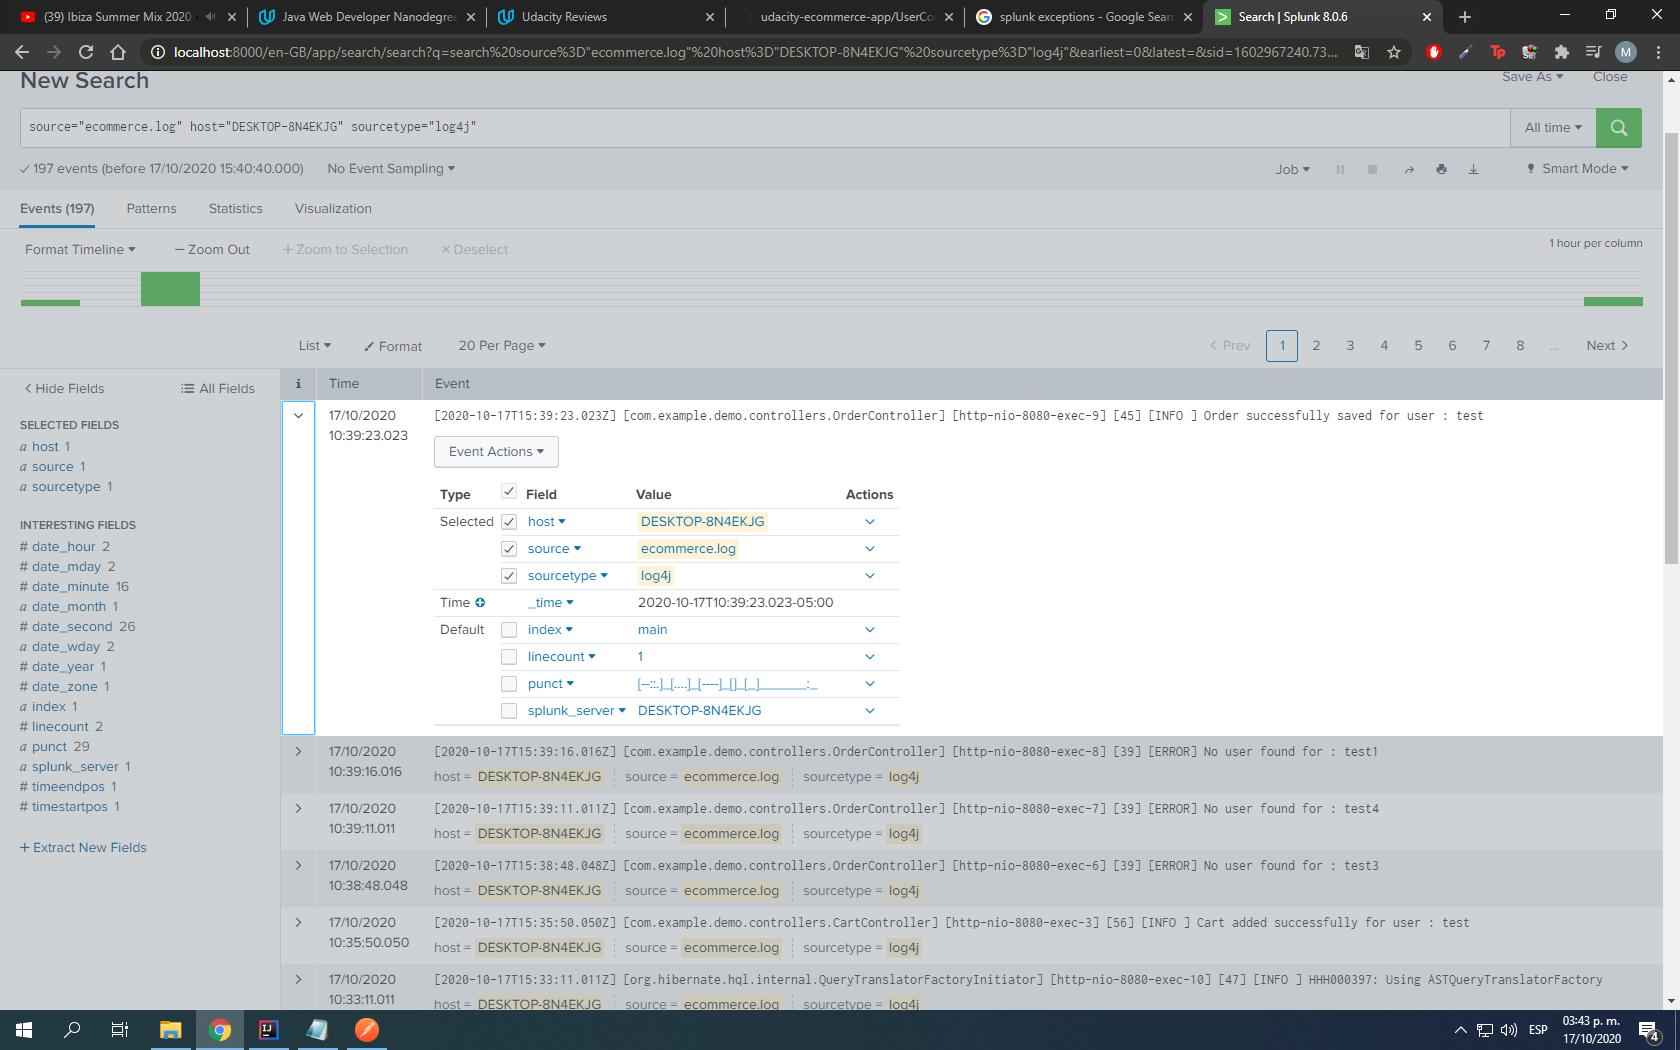 (39) Ibiza Summer Mix 2020
Java Web Developer Nanodegree
Udacity Reviews
udacity-ecommerce-app/UserCo
splunk exceptions - Google Sear
Search | Splunk 8.0.6
localhost:8000/en-GB/app/search/search?q=search%20source%3D"ecommerce.log"%20host%3D"DESKTOP-8N4EKJG"%20sourcetype%3D"log4j"&earliest=0&latest=&sid=1602967240.73...
Tp
M
New Search
Save As
Close
source="ecommerce.log" host="DESKTOP-8N4EKJG" sourcetype="log4j"
All time
197 events (before 17/10/2020 15:40:40.000)
No Event Sampling
Job
Smart Mode
Events (197)
Patterns
Statistics
Visualization
Format Timeline
— Zoom Out
+ Zoom to Selection
× Deselect
1 hour per column
List
Format
20 Per Page
< Prev
1 2 3 4 5 6 7 8 ...
Next >
< Hide Fields
All Fields
i
Time
Event
SELECTED FIELDS
a host 1
a source 1
a sourcetype 1
INTERESTING FIELDS
# date_hour 2
# date_mday 2
# date_minute 16
a date_month 1
# date_second 26
a date_wday 2
# date_year 1
# date_zone 1
a index 1
# linecount 2
a punct 29
a splunk_server 1
# timeendpos 1
# timestartpos 1
+ Extract New Fields
17/10/2020
10:39:23.023
[2020-10-17T15:39:23.023Z] [com.example.demo.controllers.OrderController] [http-nio-8080-exec-9] [45] [INFO ] Order successfully saved for user : test
Event Actions
Type Field Value Actions
Selected host DESKTOP-8N4EKJG
source ecommerce.log
sourcetype log4j
Time _time 2020-10-17T10:39:23.023-05:00
Default index main
linecount 1
punct [--::.]_[....]_[----]_[]_[_]______:_
splunk_server DESKTOP-8N4EKJG
17/10/2020
10:39:16.016
[2020-10-17T15:39:16.016Z] [com.example.demo.controllers.OrderController] [http-nio-8080-exec-8] [39] [ERROR] No user found for : test1
host = DESKTOP-8N4EKJG source = ecommerce.log sourcetype = log4j
17/10/2020
10:39:11.011
[2020-10-17T15:39:11.011Z] [com.example.demo.controllers.OrderController] [http-nio-8080-exec-7] [39] [ERROR] No user found for : test4
host = DESKTOP-8N4EKJG source = ecommerce.log sourcetype = log4j
17/10/2020
10:38:48.048
[2020-10-17T15:38:48.048Z] [com.example.demo.controllers.OrderController] [http-nio-8080-exec-6] [39] [ERROR] No user found for : test3
host = DESKTOP-8N4EKJG source = ecommerce.log sourcetype = log4j
17/10/2020
10:35:50.050
[2020-10-17T15:35:50.050Z] [com.example.demo.controllers.CartController] [http-nio-8080-exec-3] [56] [INFO ] Cart added successfully for user : test
host = DESKTOP-8N4EKJG source = ecommerce.log sourcetype = log4j
17/10/2020
10:33:11.011
[2020-10-17T15:33:11.011Z] [org.hibernate.hql.internal.QueryTranslatorFactoryInitiator] [http-nio-8080-exec-10] [47] [INFO ] HHH000397: Using ASTQueryTranslatorFactory
host = DESKTOP-8N4EKJG source = ecommerce.log sourcetype = log4j
IJ
ESP
03:43 p. m.
17/10/2020
4